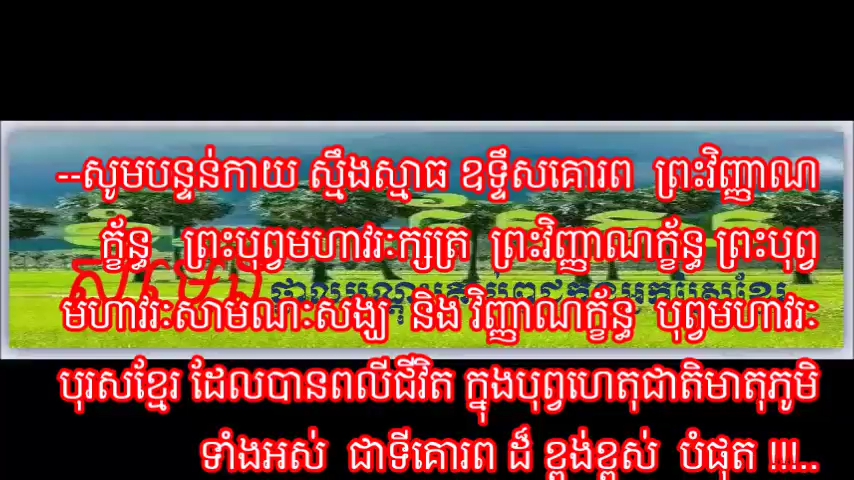 --សូមបន្ទន់កាយ ស្មឹងស្មាធ ឧទ្ទឹសគោរព ព្រះវិញ្ញាណ
ក្ខ័ន្ធ ព្រះបុព្វមហាវរៈក្សត្រ ព្រះវិញ្ញាណក្ខ័ន្ធ ព្រះបុព្វ
មហាវរៈសាមណៈសង្ឃ និង វិញ្ញាណក្ខ័ន្ធ បុព្វមហាវរៈ
បុរសខ្មែរ ដែលបានពលីជីវិត ក្នុងបុព្វហេតុជាតិមាតុភូមិ
ទាំងអស់ ជាទីគោរព ដ៏ ខ្ពង់ខ្ពស់ បំផុត !!!..